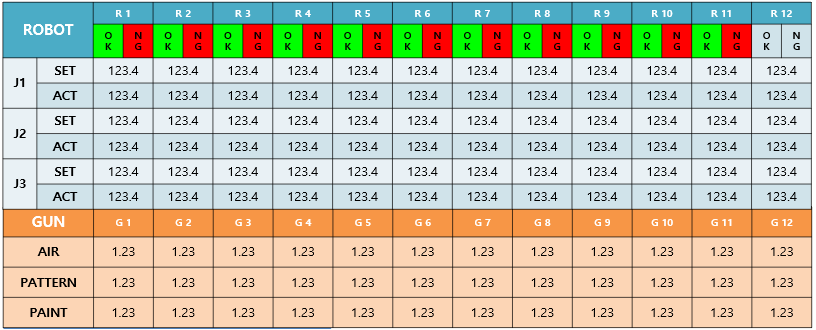 ROBOT R 1 R 2 R 3 R 4 R 5 R 6 R 7 R 8 R 9 R 10 R 11 R 12
OK NG OK NG OK NG OK NG OK NG OK NG OK NG OK NG OK NG OK NG OK NG OK NG
J1 SET 123.4 123.4 123.4 123.4 123.4 123.4 123.4 123.4 123.4 123.4 123.4 123.4
ACT 123.4 123.4 123.4 123.4 123.4 123.4 123.4 123.4 123.4 123.4 123.4 123.4
J2 SET 123.4 123.4 123.4 123.4 123.4 123.4 123.4 123.4 123.4 123.4 123.4 123.4
ACT 123.4 123.4 123.4 123.4 123.4 123.4 123.4 123.4 123.4 123.4 123.4 123.4
J3 SET 123.4 123.4 123.4 123.4 123.4 123.4 123.4 123.4 123.4 123.4 123.4 123.4
ACT 123.4 123.4 123.4 123.4 123.4 123.4 123.4 123.4 123.4 123.4 123.4 123.4
GUN G 1 G 2 G 3 G 4 G 5 G 6 G 7 G 8 G 9 G 10 G 11 G 12
AIR 1.23 1.23 1.23 1.23 1.23 1.23 1.23 1.23 1.23 1.23 1.23 1.23
PATTERN 1.23 1.23 1.23 1.23 1.23 1.23 1.23 1.23 1.23 1.23 1.23 1.23
PAINT 1.23 1.23 1.23 1.23 1.23 1.23 1.23 1.23 1.23 1.23 1.23 1.23